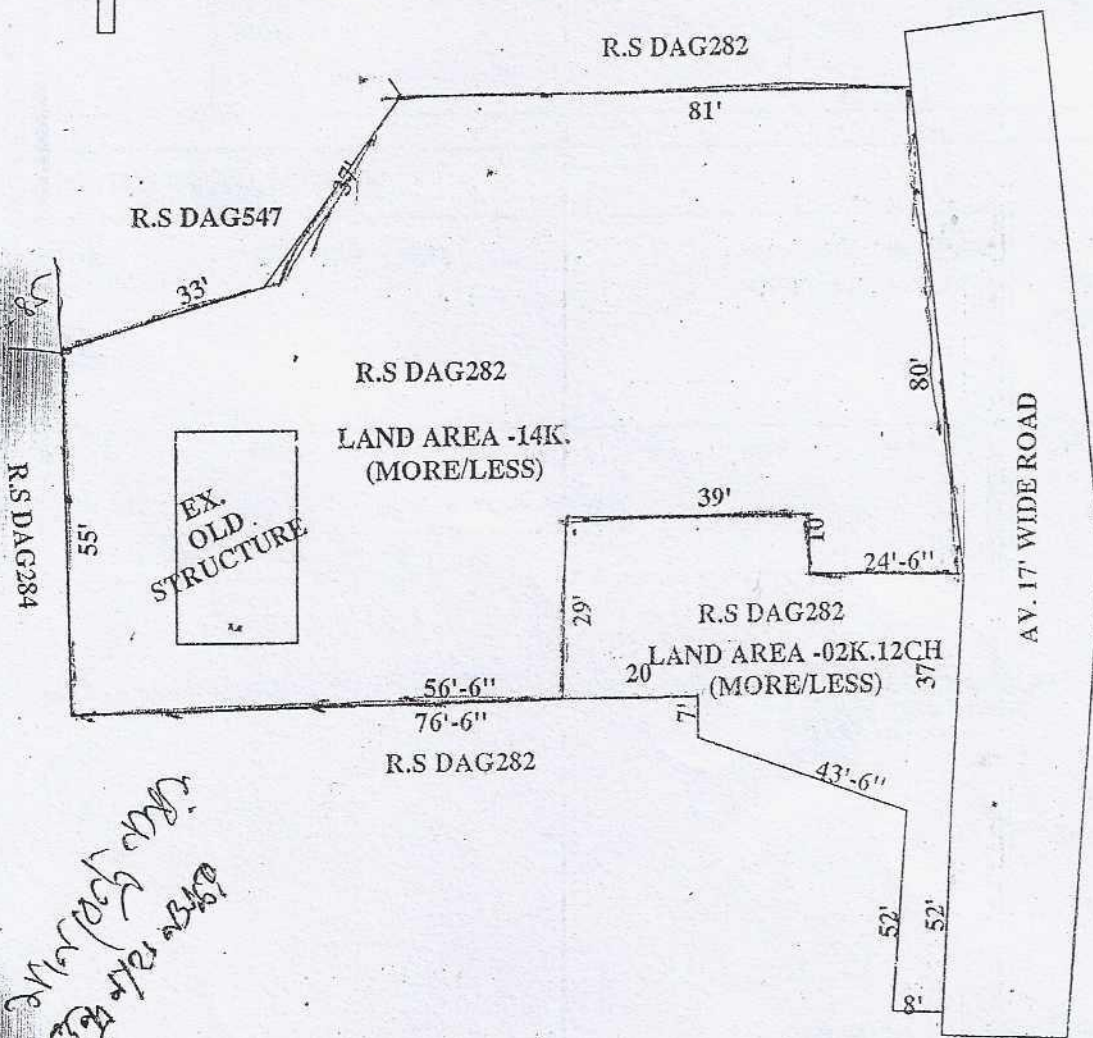 R.S DAG282
81'
37'
R.S DAG547
33'
R.S DAG282
LAND AREA -14K.
(MORE/LESS)
80'
AV. 17' WIDE ROAD
R.S DAG284
55'
EX.
OLD
STRUCTURE
39'
10'
24'-6"
29'
R.S DAG282
LAND AREA -02K.12CH
(MORE/LESS)
20
37'
56'-6"
76'-6"
7'
R.S DAG282
43'-6"
52'
52'
8'